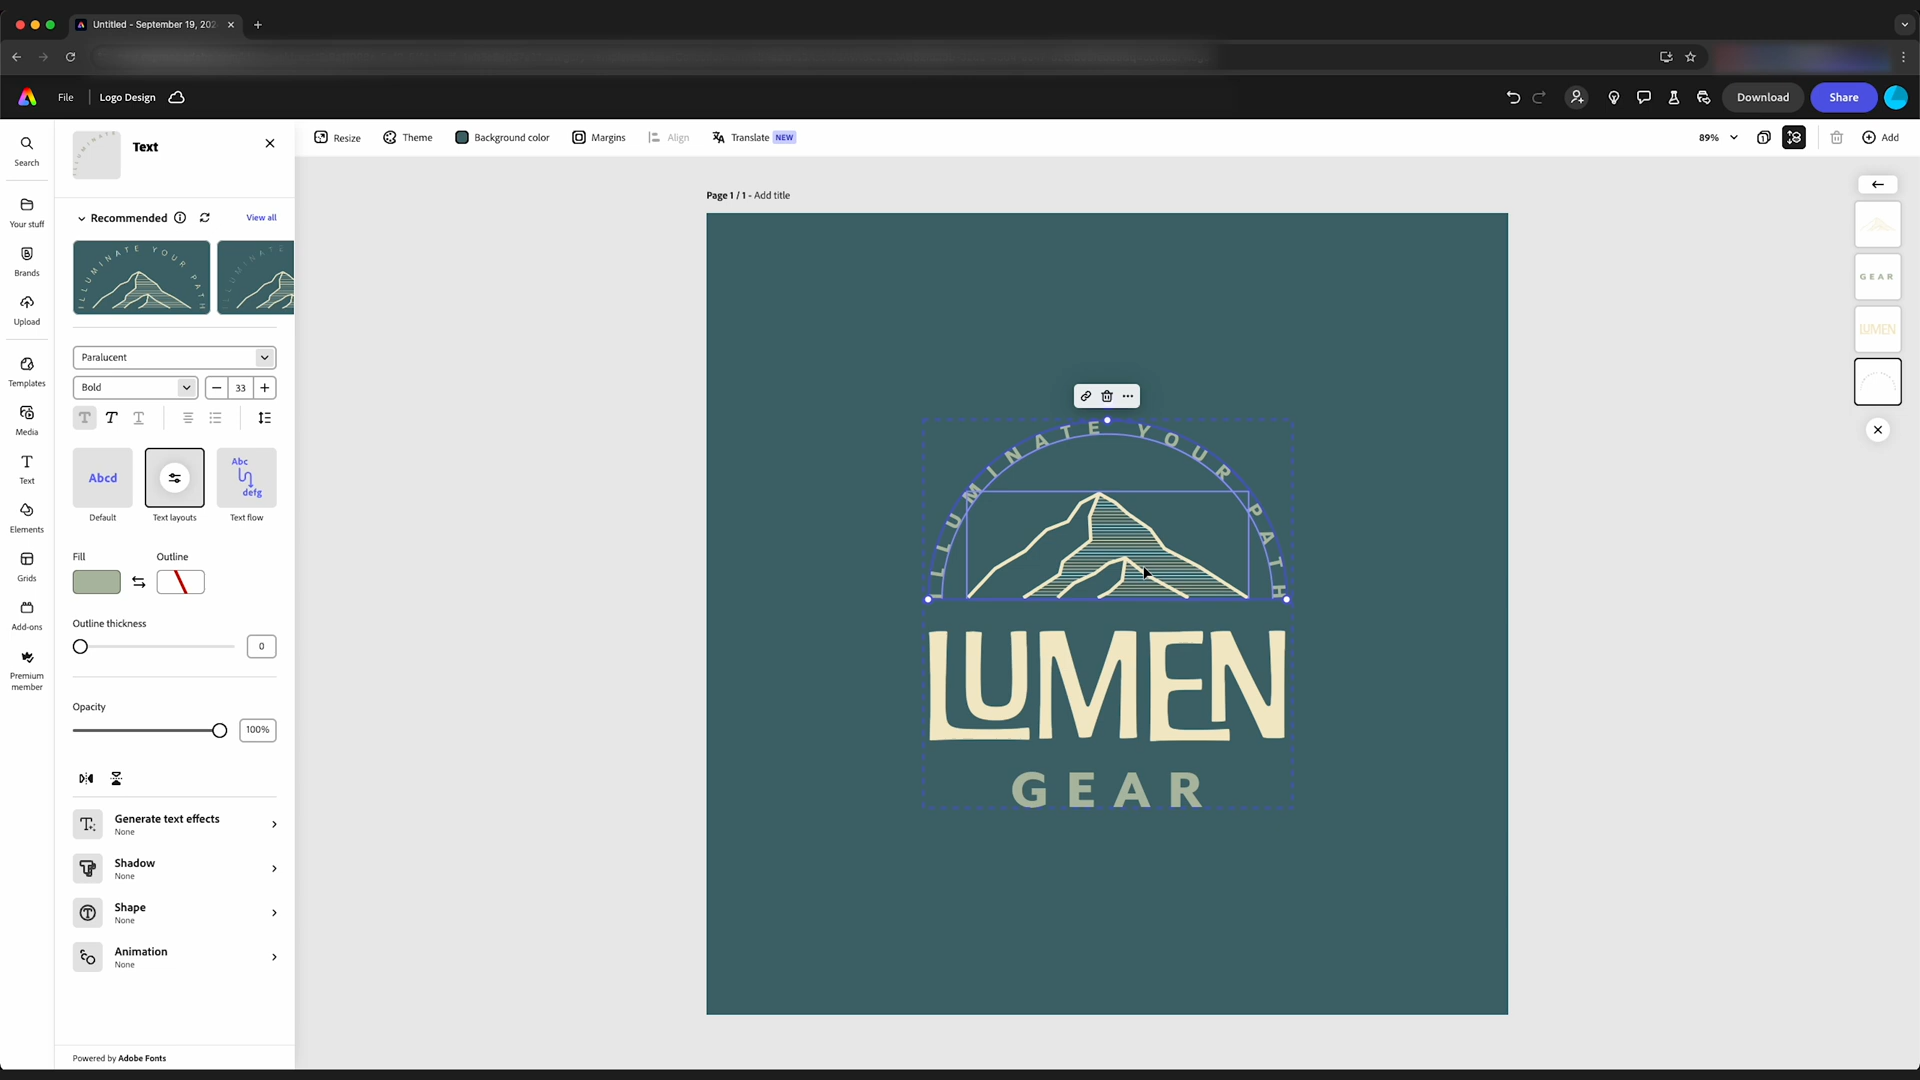 Untitled - September 19, 202
File
Logo Design
Download
Share
Search
Your stuff
Brands
Upload
Templates
Media
Text
Elements
Grids
Add-ons
Premium
member
Text
Recommended
View all
ILLUMINATE YOUR PATH
Paralucent
Bold
33
Abcd
Default
Text layouts
Abc
defg
Text flow
Fill
Outline
Outline thickness
0
Opacity
100%
Generate text effects
None
Shadow
None
Shape
None
Animation
None
Powered by Adobe Fonts
Resize
Theme
Background color
Margins
Align
Translate NEW
89%
Add
Page 1 / 1 - Add title
ILLUMINATE YOUR PATH
LUMEN
GEAR
GEAR
LUMEN